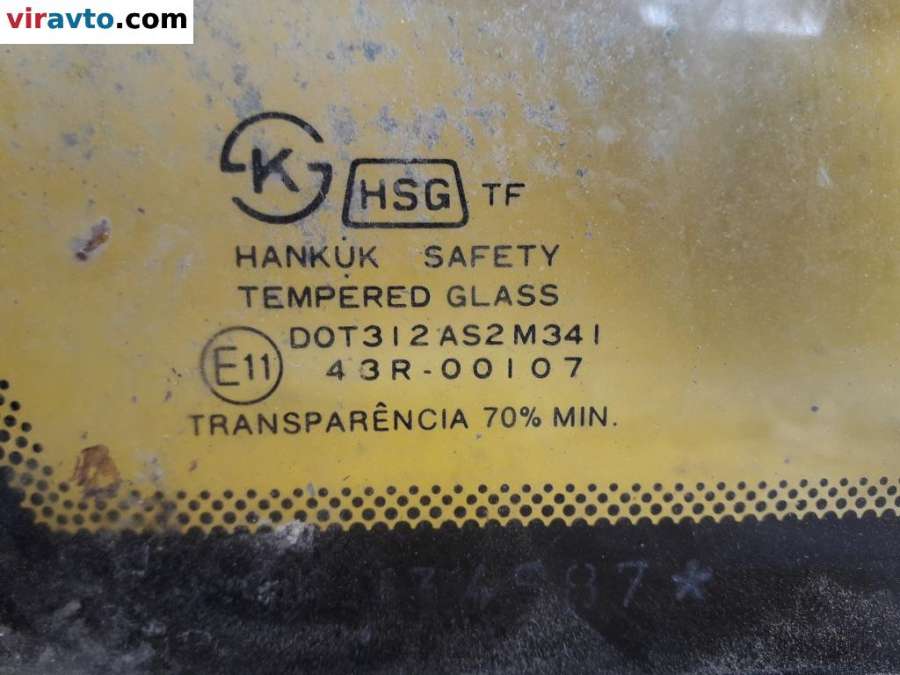 viravto.com
K
HSG TF
HANKUK SAFETY
TEMPERED GLASS
DOT312 AS2 M341
E11 43R-00107
TRANSPARÊNCIA 70% MIN.